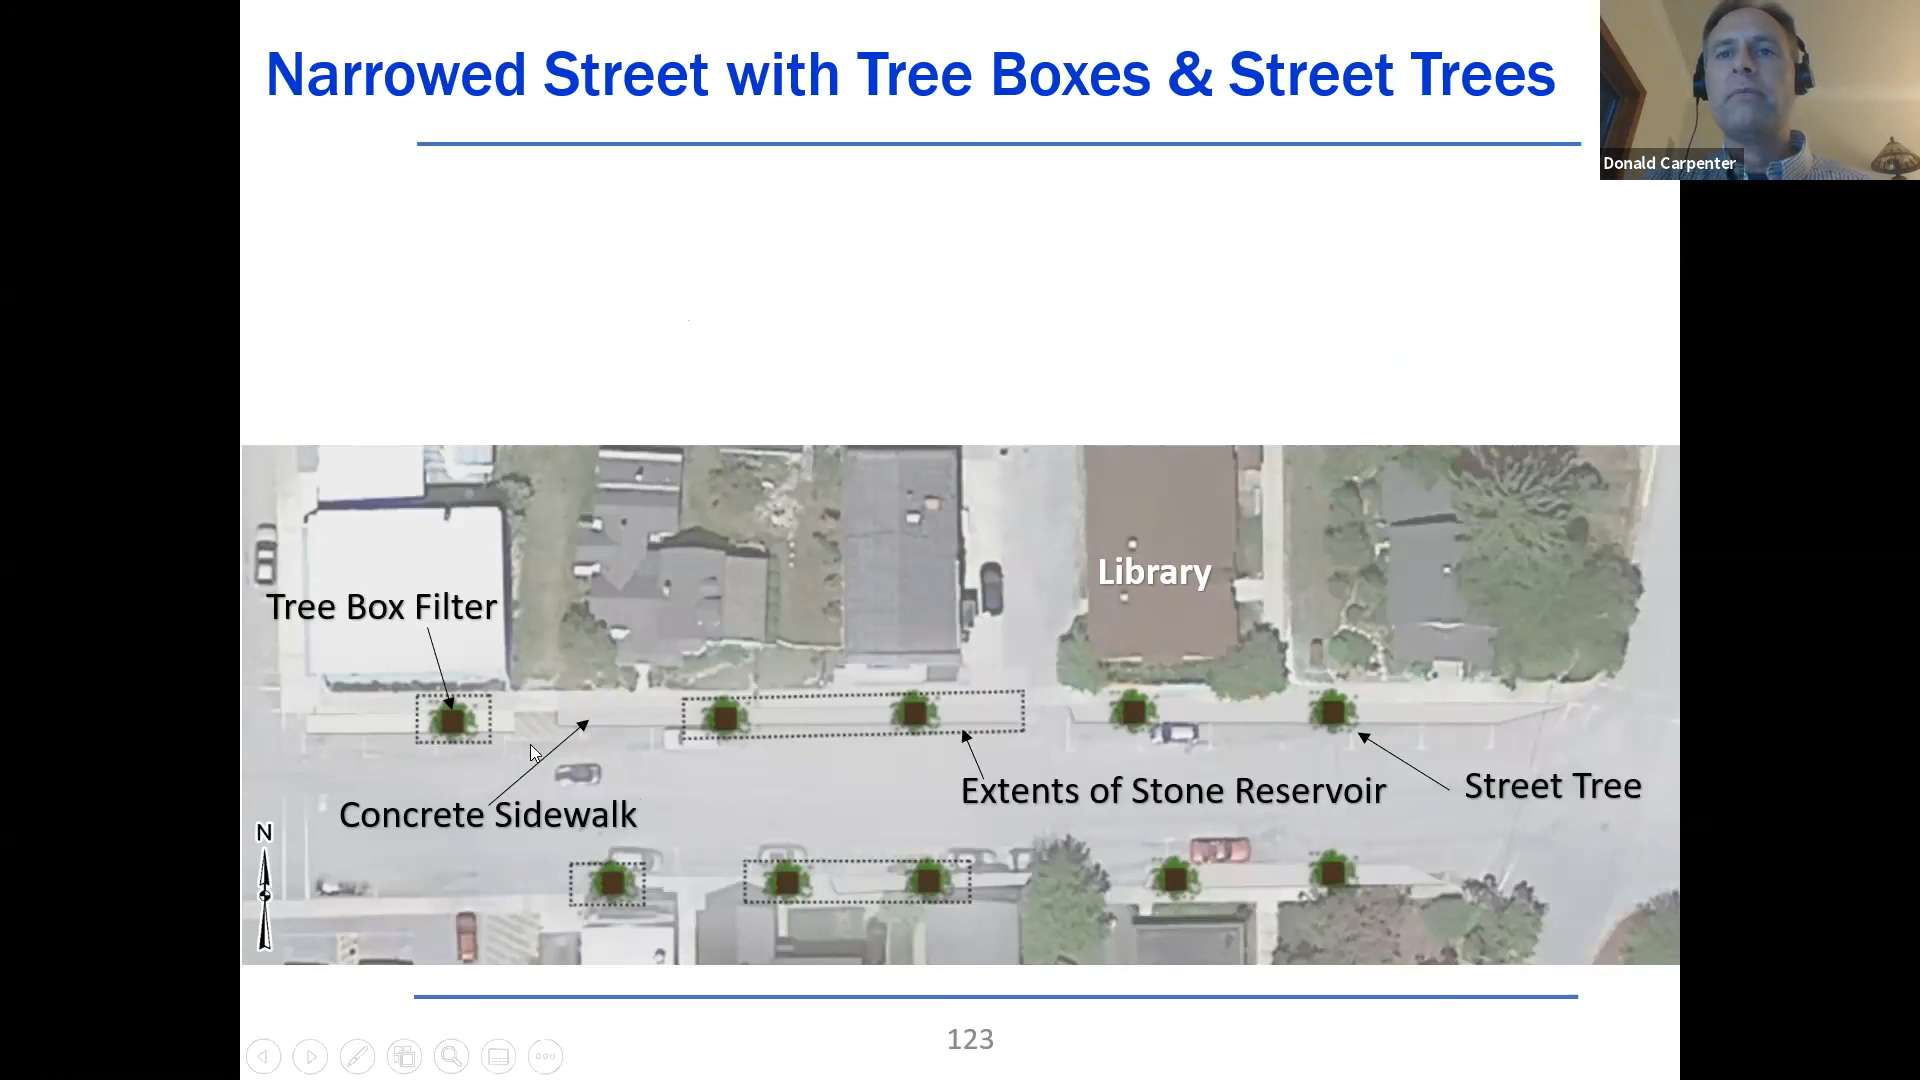 Narrowed Street with Tree Boxes & Street Trees
Donald Carpenter
Library
Tree Box Filter
Extents of Stone Reservoir
Street Tree
Concrete Sidewalk
N
123